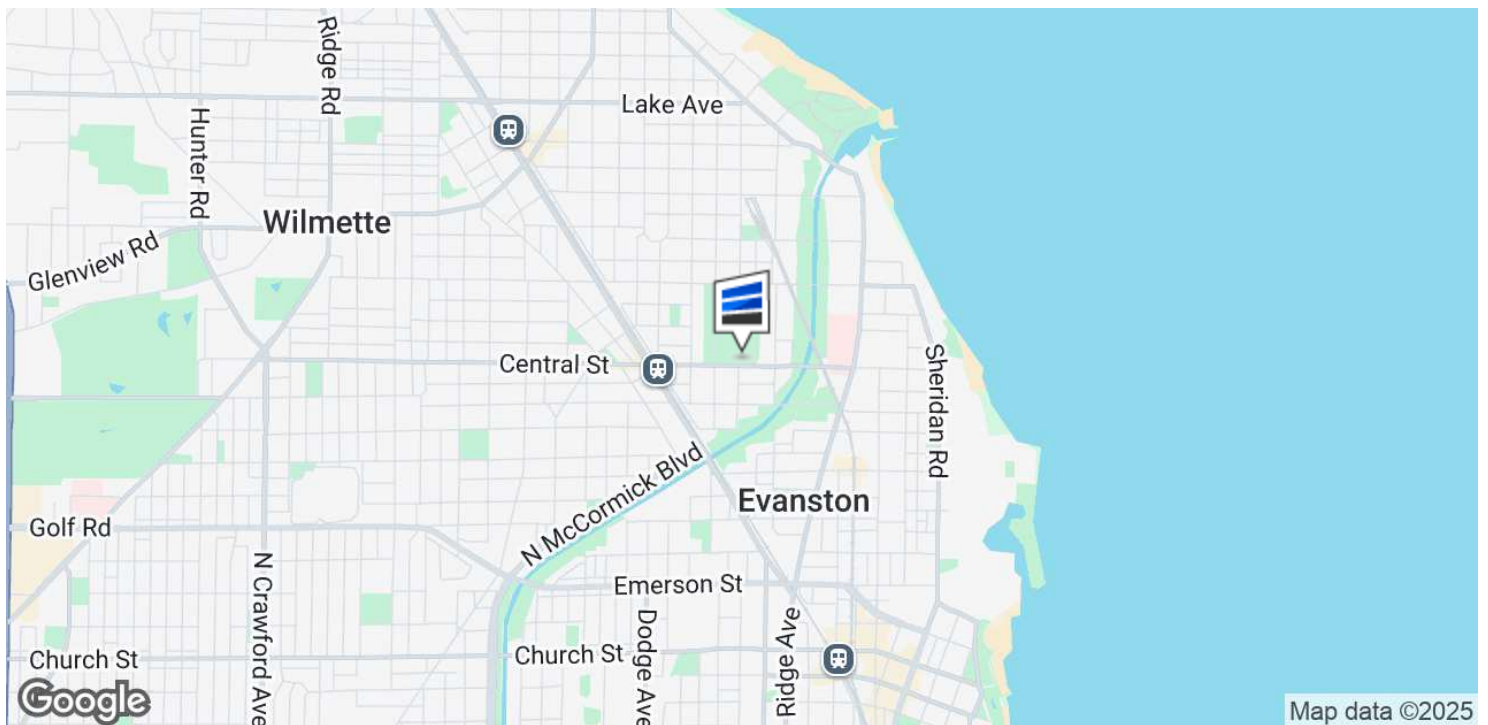 Ridge Rd
Lake Ave
Hunter Rd
Wilmette
Glenview Rd
Central St
Sheridan Rd
N McCormick Blvd
Evanston
Golf Rd
N Crawford Ave
Emerson St
Dodge Ave
Ridge Ave
Church St
Church St
Google
Map data ©2025